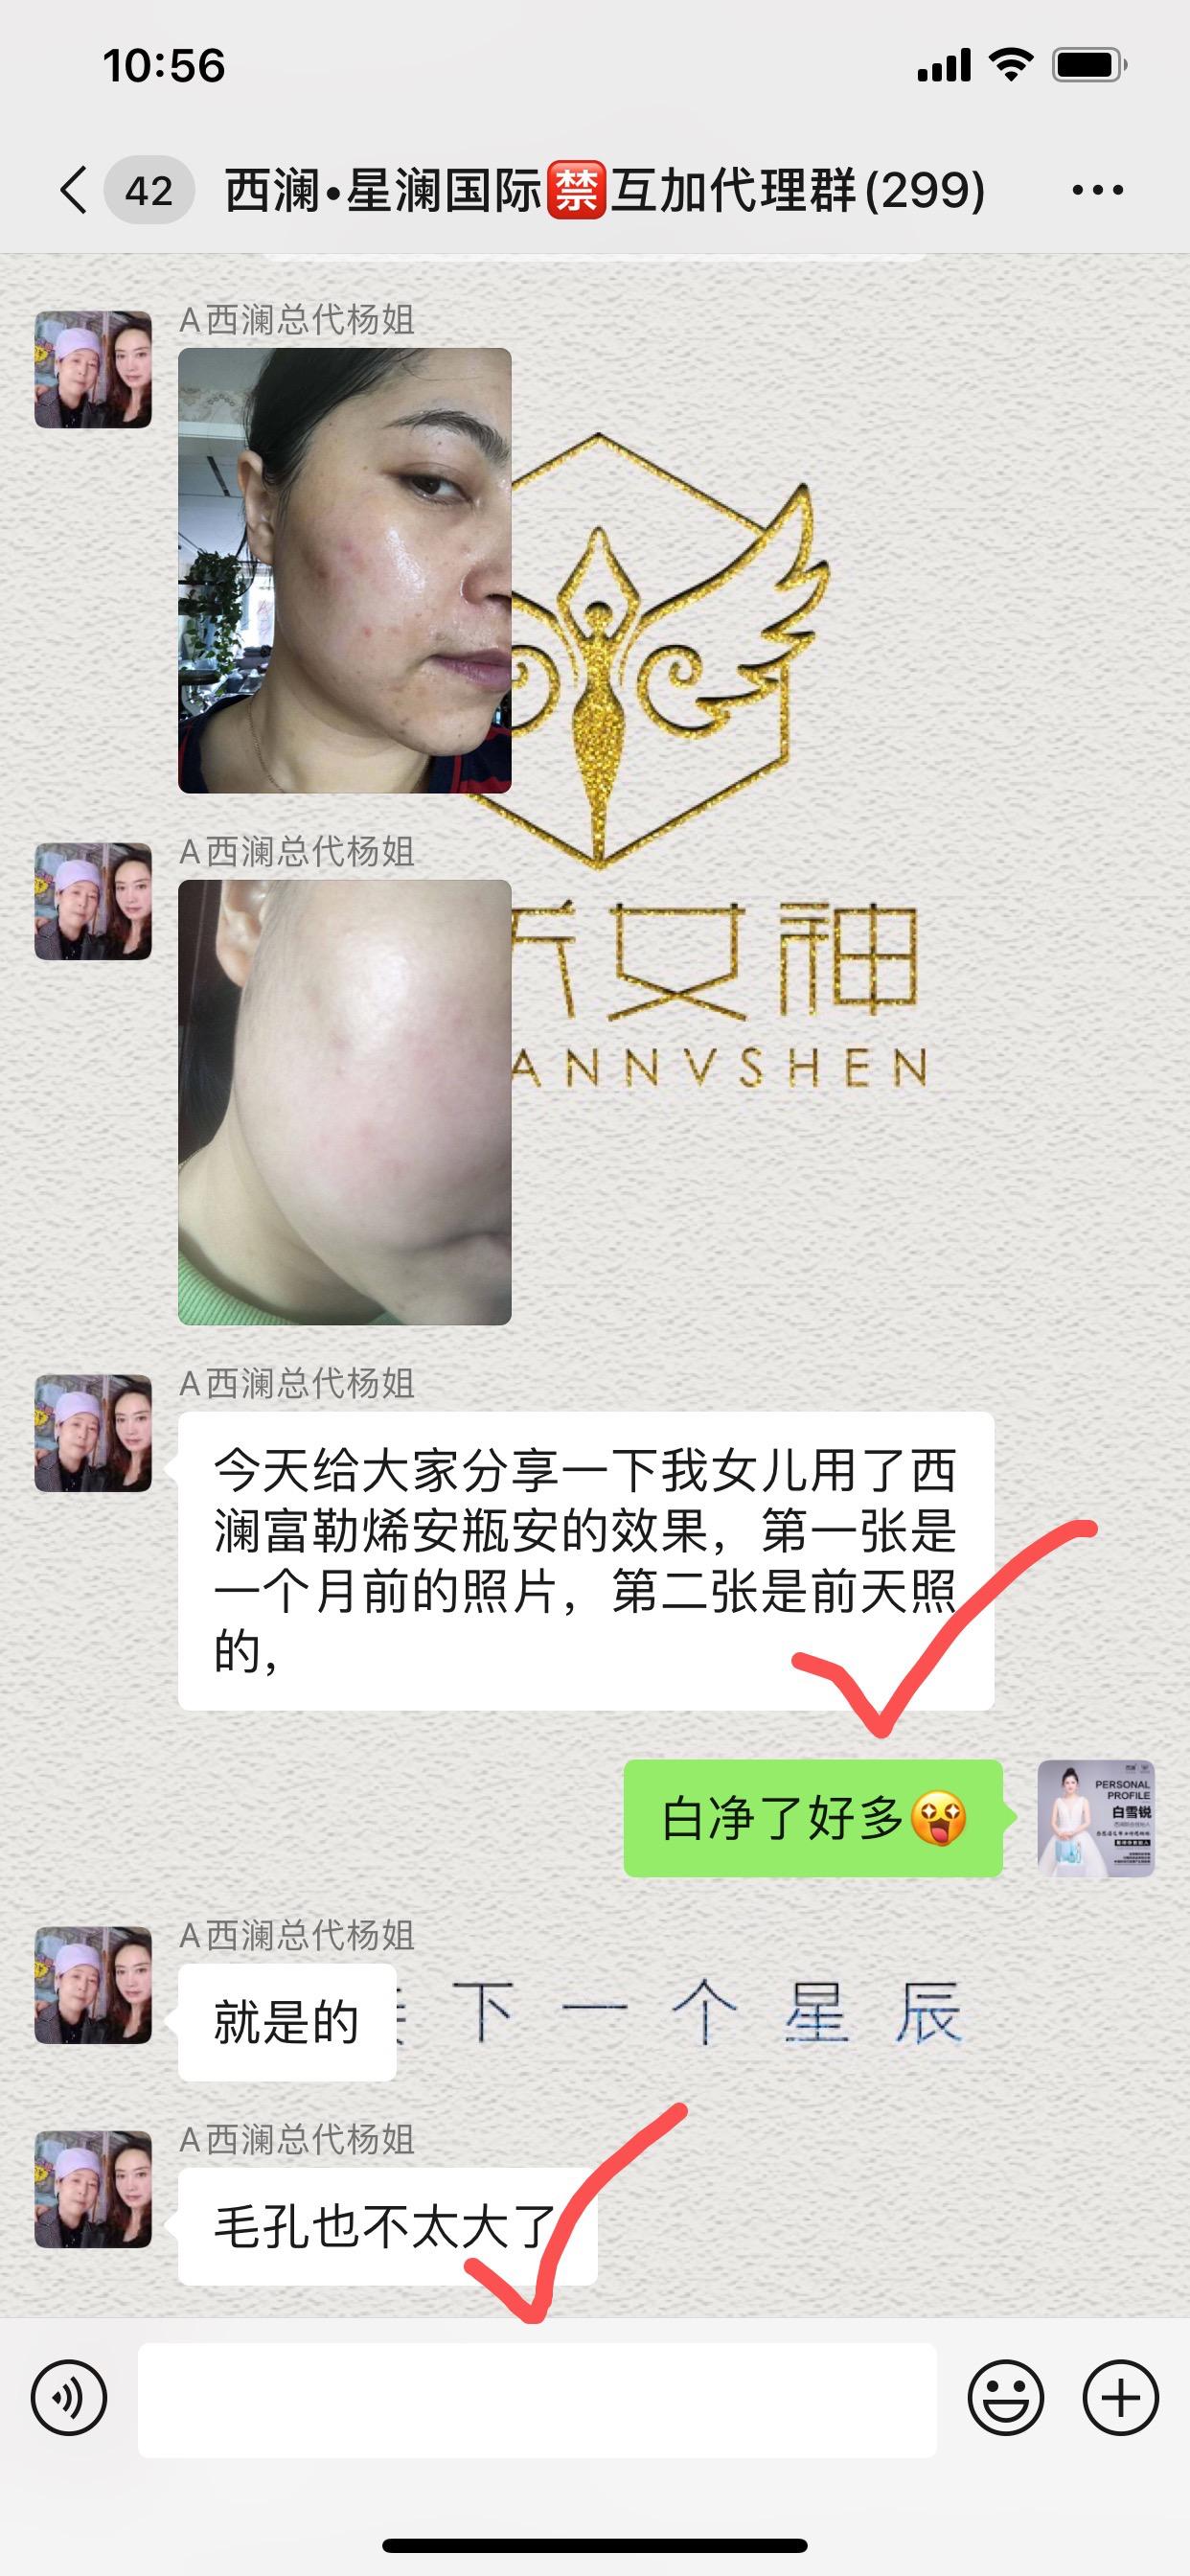 10:56
42
西澜•星澜国际🈲互加代理群(299)
A西澜总代杨姐
A西澜总代杨姐
女神
ANNVSHEN
A西澜总代杨姐
今天给大家分享一下我女儿用了西
澜富勒烯安瓶安的效果，第一张是
一个月前的照片，第二张是前天照
的，
白净了好多🤩
PERSONAL
PROFILE
白雪锐
A西澜总代杨姐
就是的
下一个星辰
A西澜总代杨姐
毛孔也不太大了